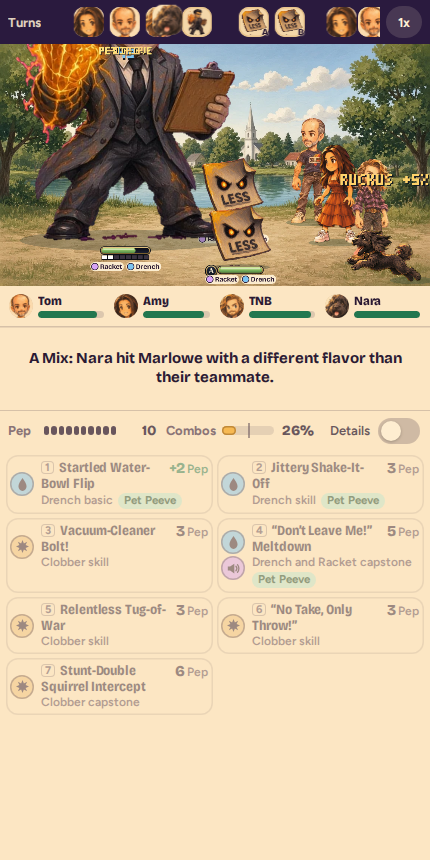 Turns
A
B
1x
PET PEEVE
LESS
LESS
RUCKUS +5%
Racket
Drench
A
Racket
Drench
Tom
Amy
TNB
Nara
A Mix: Nara hit Marlowe with a different flavor than
their teammate.
Pep
10
Combos
26%
Details
1 Startled Water-
Bowl Flip
+2 Pep
Drench basic
Pet Peeve
2 Jittery Shake-It-
Off
3 Pep
Drench skill
Pet Peeve
3 Vacuum-Cleaner
Bolt!
3 Pep
Clobber skill
4 "Don't Leave Me!"
Meltdown
5 Pep
Drench and Racket capstone
Pet Peeve
5 Relentless Tug-of-
War
3 Pep
Clobber skill
6 "No Take, Only
Throw!"
3 Pep
Clobber skill
7 Stunt-Double
Squirrel Intercept
6 Pep
Clobber capstone